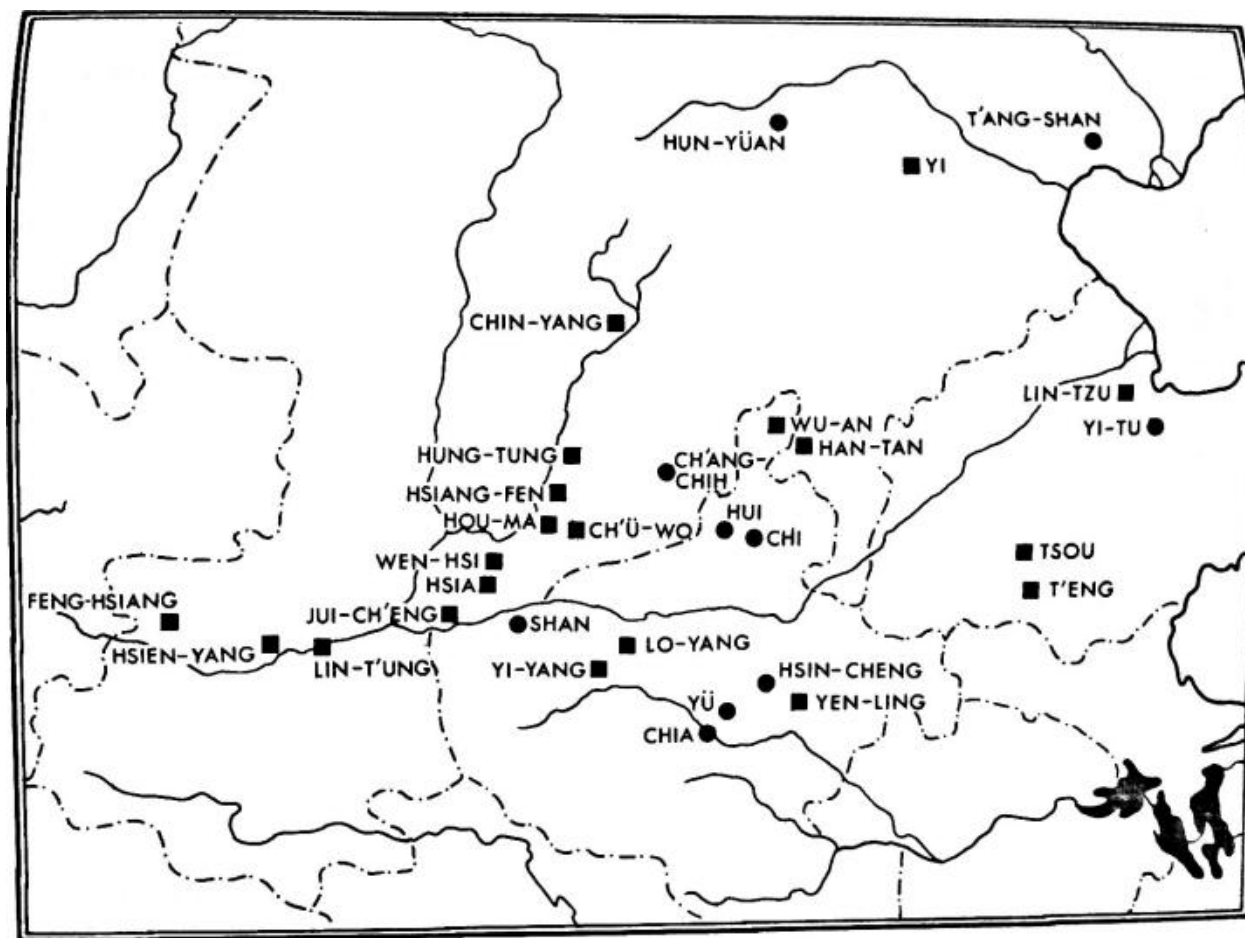 T'ANG-SHAN
HUN-YÜAN
YI
CHIN-YANG
LIN-TZU
YI-TU
WU-AN
HAN-TAN
HUNG-TUNG
CH'ANG-
CHIH
HSIANG-FEN
HOU-MA
CH'Ü-WO
HUI
CHI
WEN-HSI
HSIA
TSOU
T'ENG
FENG-HSIANG
JUI-CH'ENG
SHAN
HSIEN-YANG
LIN-T'UNG
LO-YANG
YI-YANG
HSIN-CHENG
YÜ
YEN-LING
CHIA